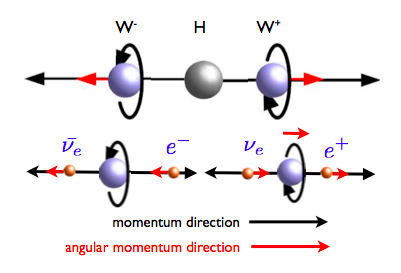 W⁻ H W⁺
ν̄ₑ e⁻ νₑ e⁺
momentum direction
angular momentum direction